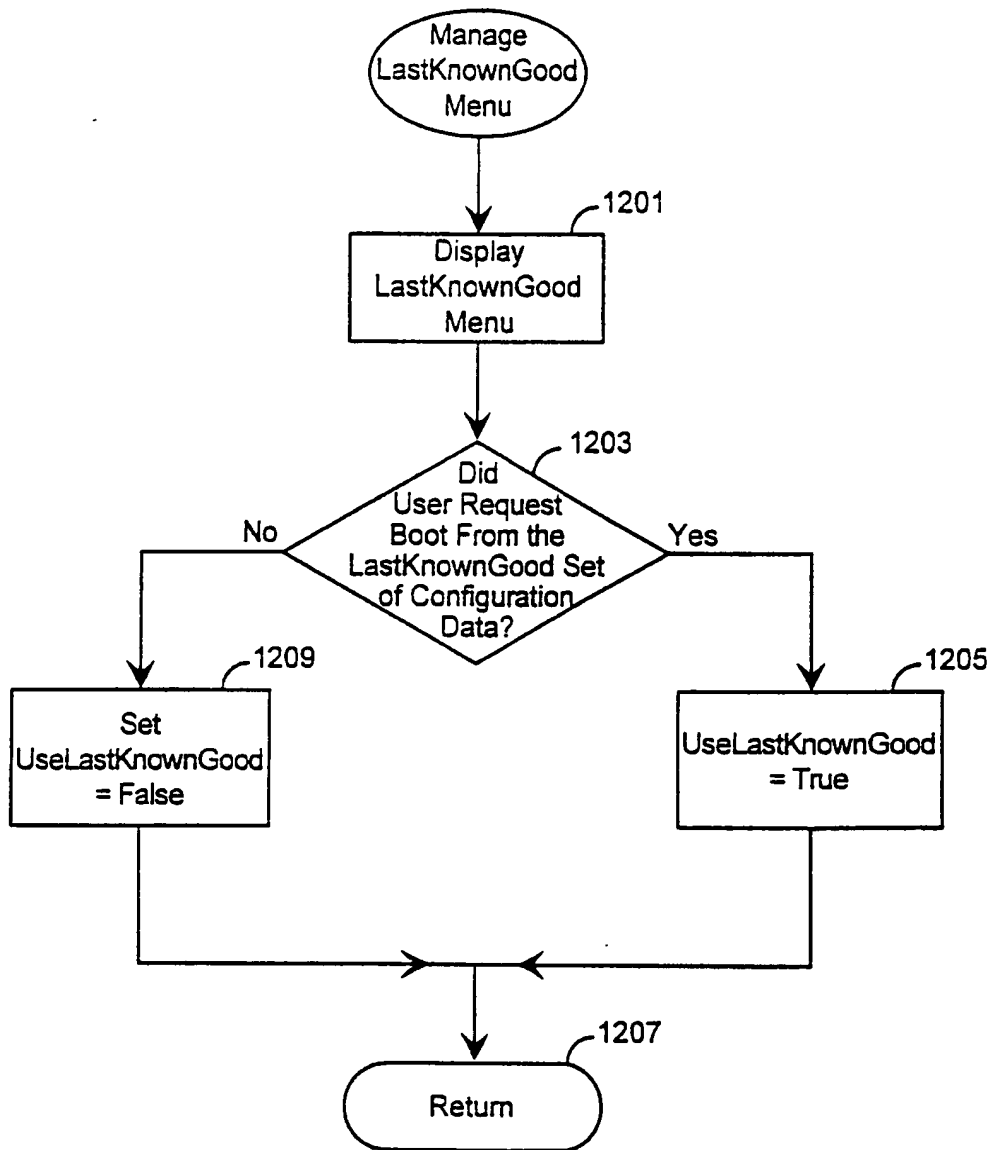 Manage
LastKnownGood
Menu
1201
Display
LastKnownGood
Menu
1203
Did
User Request
Boot From the
LastKnownGood Set
of Configuration
Data?
No
Yes
1209
Set
UseLastKnownGood
= False
1205
UseLastKnownGood
= True
1207
Return